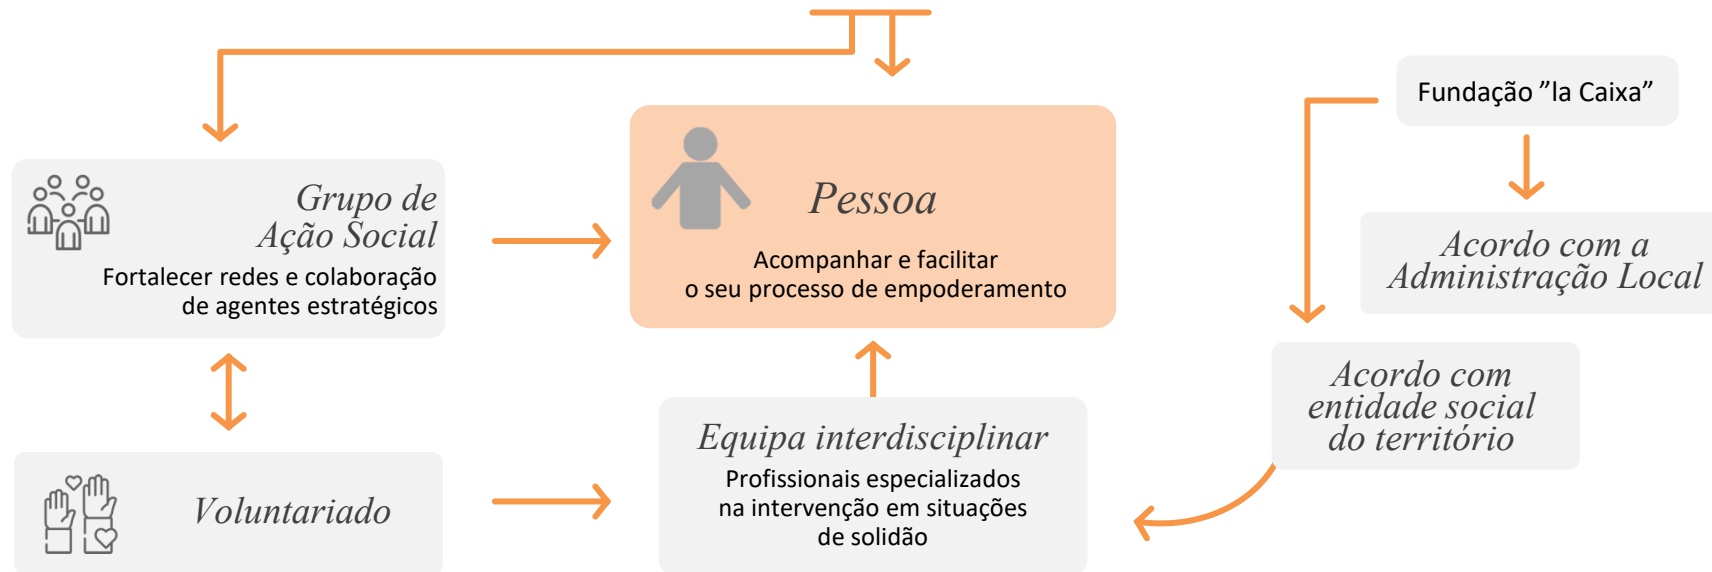 Fundação ”la Caixa”
Grupo de
Ação Social
Fortalecer redes e colaboração
de agentes estratégicos
Pessoa
Acompanhar e facilitar
o seu processo de empoderamento
Acordo com a
Administração Local
Acordo com
entidade social
do território
Voluntariado
Equipa interdisciplinar
Profissionais especializados
na intervenção em situações
de solidão